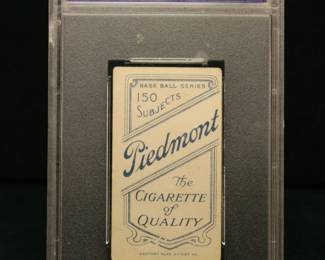 BASE BALL SERIES
150
SUBJECTS
Piedmont
The
CIGARETTE
of
QUALITY